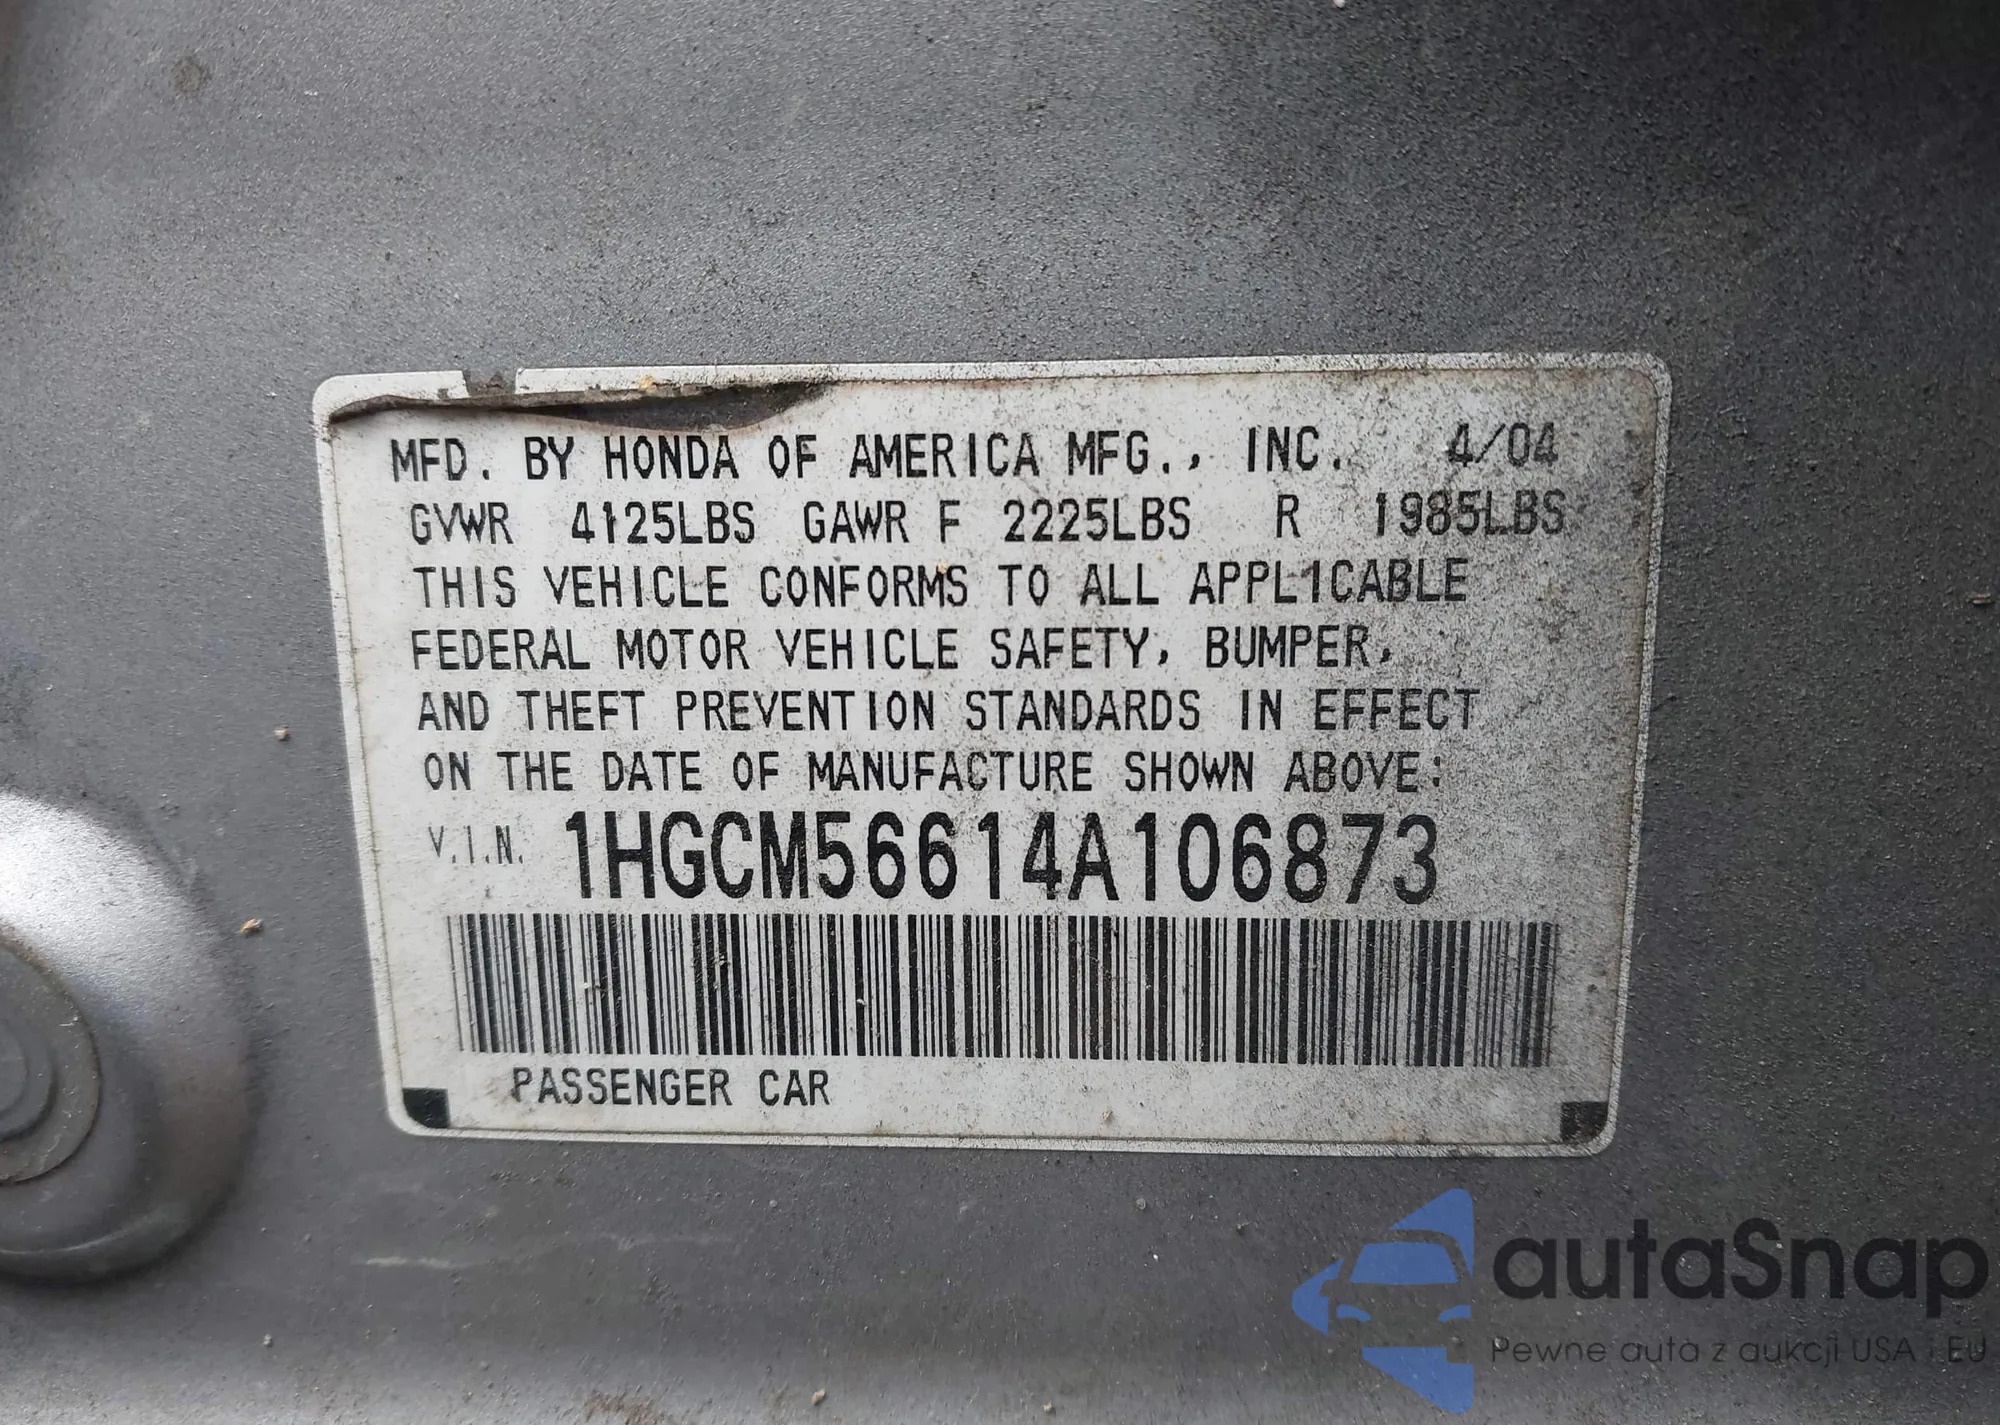 MFD. BY HONDA OF AMERICA MFG., INC. 4/04
GVWR 4125LBS GAWR F 2225LBS R 1985LBS
THIS VEHICLE CONFORMS TO ALL APPLICABLE
FEDERAL MOTOR VEHICLE SAFETY, BUMPER,
AND THEFT PREVENTION STANDARDS IN EFFECT
ON THE DATE OF MANUFACTURE SHOWN ABOVE:
V.I.N. 1HGCM56614A106873
PASSENGER CAR
autaSnap
Pewne auta z aukcji USA i EU